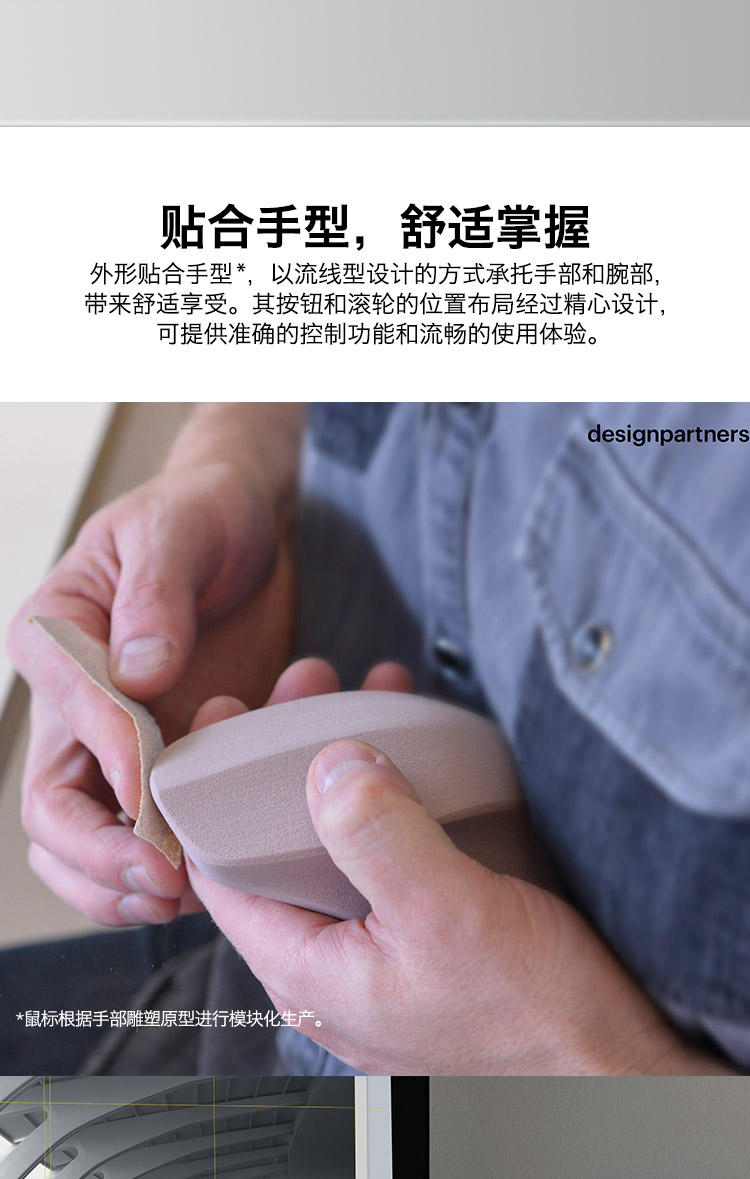 贴合手型，舒适掌握
外形贴合手型*，以流线型设计的方式承托手部和腕部，
带来舒适享受。其按钮和滚轮的位置布局经过精心设计，
可提供准确的控制功能和流畅的使用体验。
designpartners
*鼠标根据手部雕塑原型进行模块化生产。